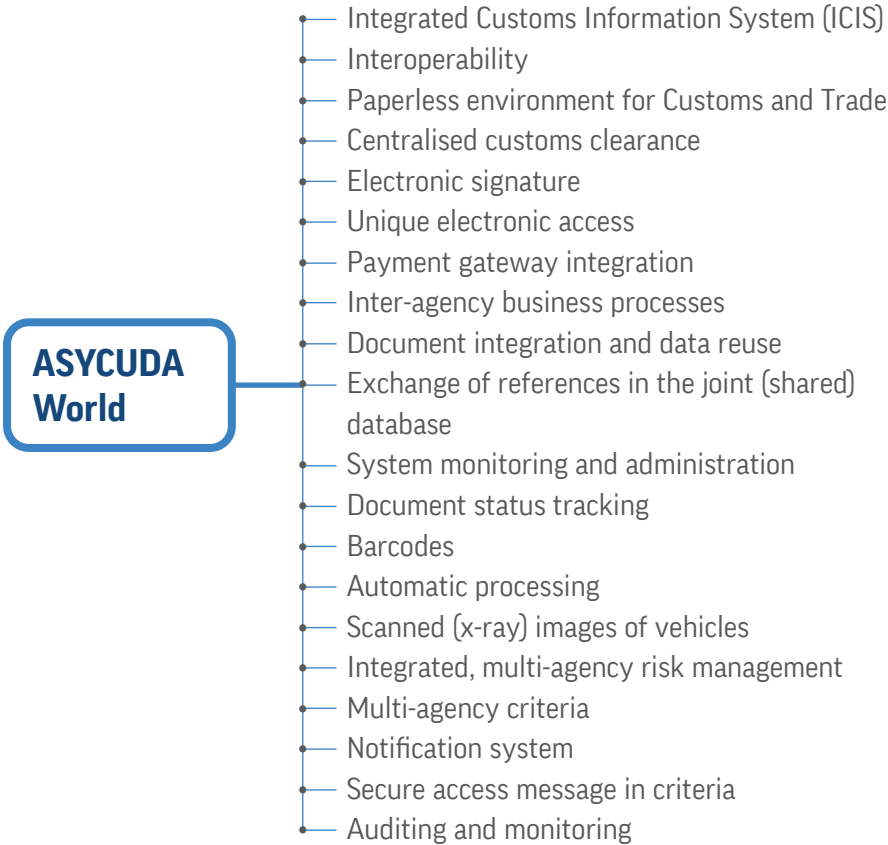 ASYCUDA
World
Integrated Customs Information System (ICIS)
Interoperability
Paperless environment for Customs and Trade
Centralised customs clearance
Electronic signature
Unique electronic access
Payment gateway integration
Inter-agency business processes
Document integration and data reuse
Exchange of references in the joint (shared)
database
System monitoring and administration
Document status tracking
Barcodes
Automatic processing
Scanned (x-ray) images of vehicles
Integrated, multi-agency risk management
Multi-agency criteria
Notification system
Secure access message in criteria
Auditing and monitoring